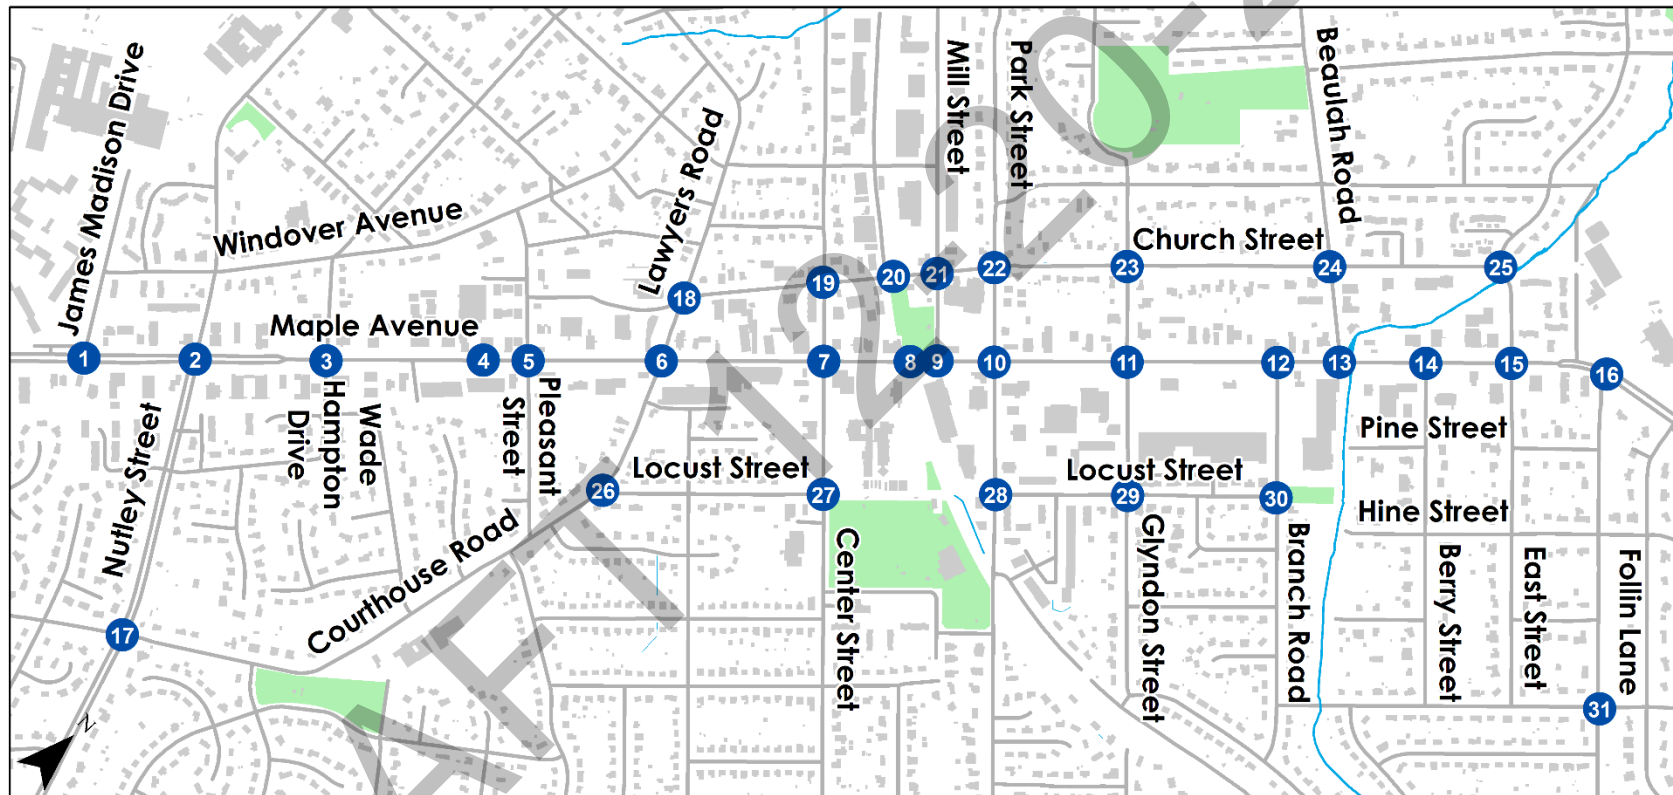 James Madison Drive
Windover Avenue
Lawyers Road
Mill Street
Park Street
Beaulah Road
Church Street
Maple Avenue
1
2
3
4
5
6
7
8
9
10
11
12
13
14
15
16
17
18
19
20
21
22
23
24
25
26
27
28
29
30
31
Nutley Street
Hampton
Drive
Wade
Pleasant
Street
Courthouse Road
Locust Street
Locust Street
Center Street
Glyndon Street
Branch Road
Pine Street
Hine Street
Berry Street
East Street
Follin Lane
N